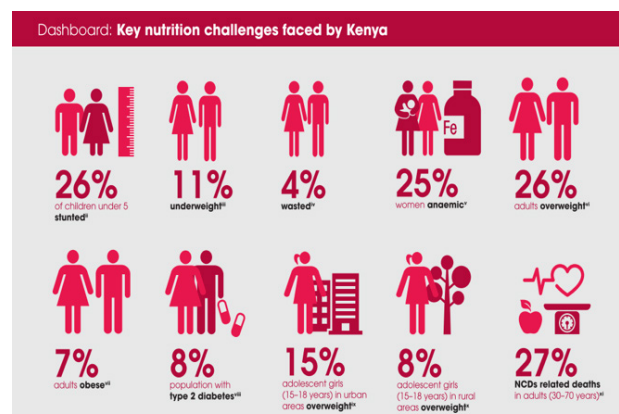 Dashboard: Key nutrition challenges faced by Kenya
Fe
26%
of children under 5
stunted
11%
underweight
4%
wasted
25%
women anaemic
26%
adults overweight
7%
adults obese
8%
population with
type 2 diabetes
15%
adolescent girls
(15–18 years) in urban
areas overweight
8%
adolescent girls
(15-18 years) in rural
areas overweight
27%
NCDs related deaths
in adults (30-70 years)